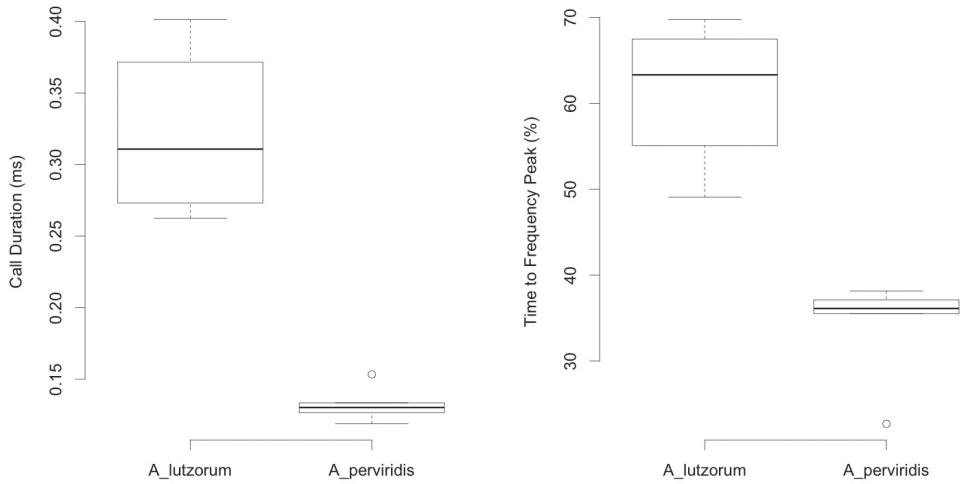 Call Duration (ms)
0.40
0.35
0.30
0.25
0.20
0.15
A_lutzorum
A_perviridis
Time to Frequency Peak (%)
70
60
50
40
30
A_lutzorum
A_perviridis